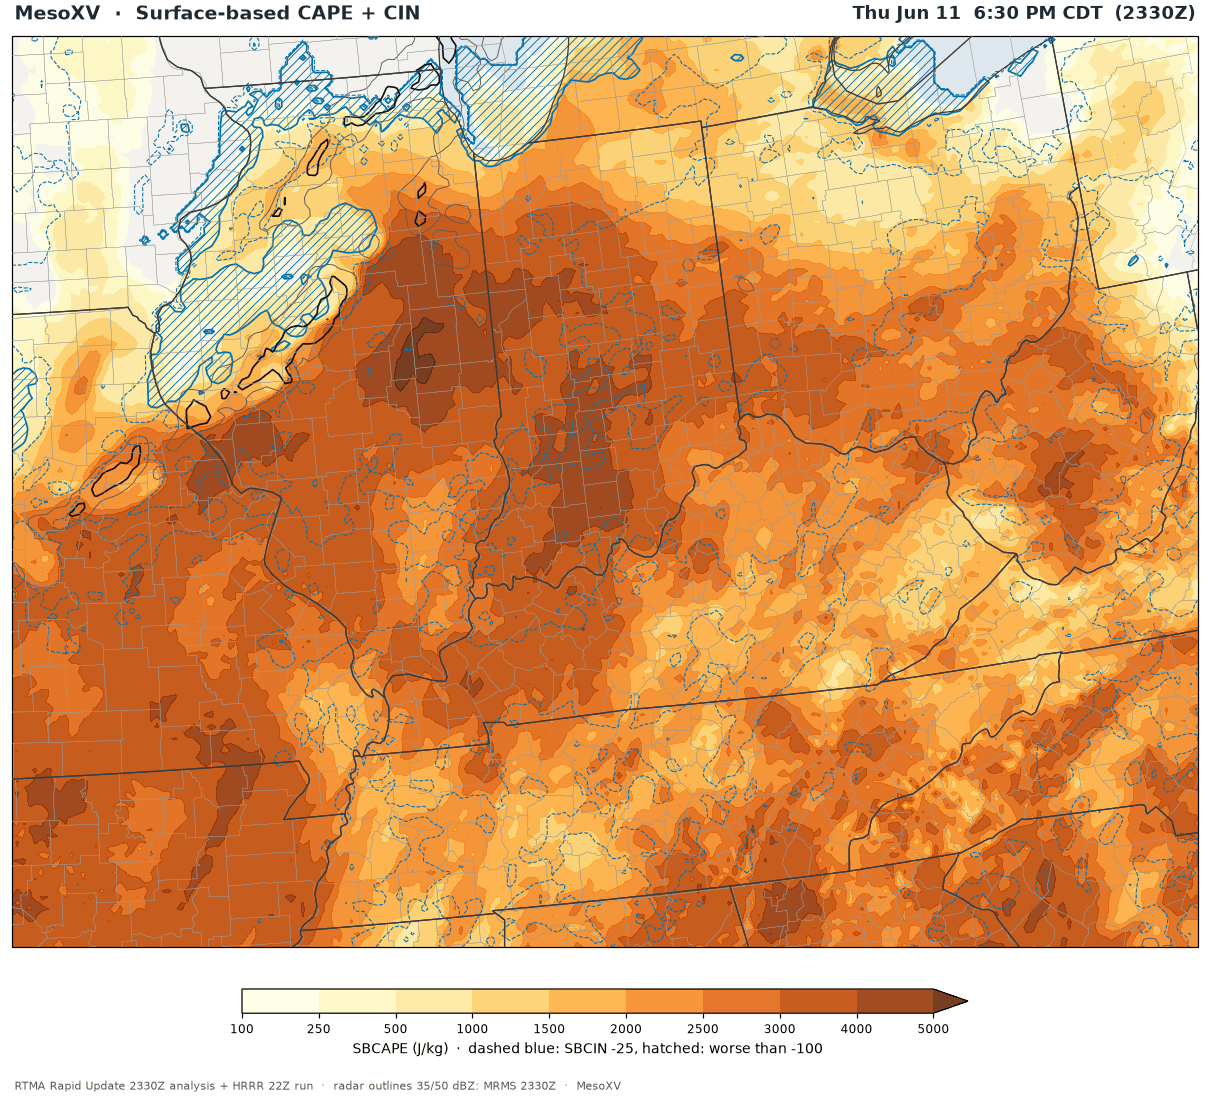 MesoXV · Surface-based CAPE + CIN
Thu Jun 11 6:30 PM CDT (2330Z)
100 250 500 1000 1500 2000 2500 3000 4000 5000
SBCAPE (J/kg) · dashed blue: SBCIN -25, hatched: worse than -100
RTMA Rapid Update 2330Z analysis + HRRR 22Z run · radar outlines 35/50 dBZ: MRMS 2330Z · MesoXV